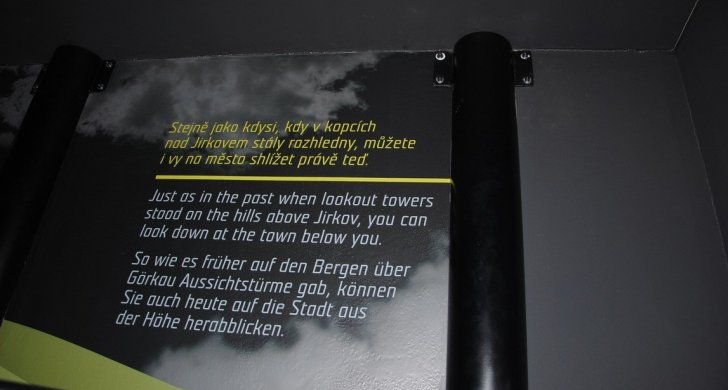 Stejně jako kdysi, kdy v kopcích
nad Jirkovem stály rozhledny, můžete
i vy na město shlížet právě teď.
Just as in the past when lookout towers
stood on the hills above Jirkov, you can
look down at the town below you.
So wie es früher auf den Bergen über
Görkau Aussichtstürme gab, können
Sie auch heute auf die Stadt aus
der Höhe herabblicken.